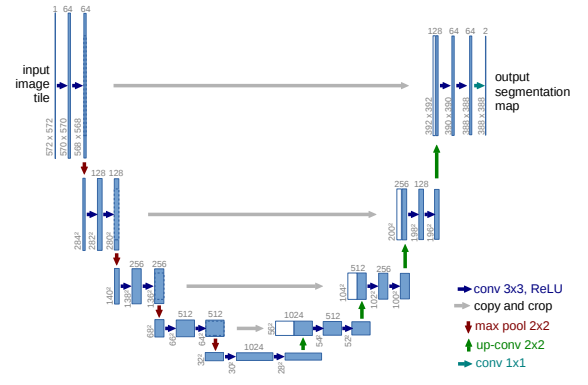 1 64 64
128 64 64 2
input
image
tile
output
segmentation
map
572 x 572
570 x 570
568 x 568
392 x 392
390 x 390
388 x 388
388 x 388
128 128
256 128
284²
282²
280²
200²
198²
196²
256 256
512 256
140²
138²
136²
104²
102²
100²
512 512
1024 512
68²
66²
64²
56²
54²
52²
1024
32²
30²
28²
conv 3x3, ReLU
copy and crop
max pool 2x2
up-conv 2x2
conv 1x1